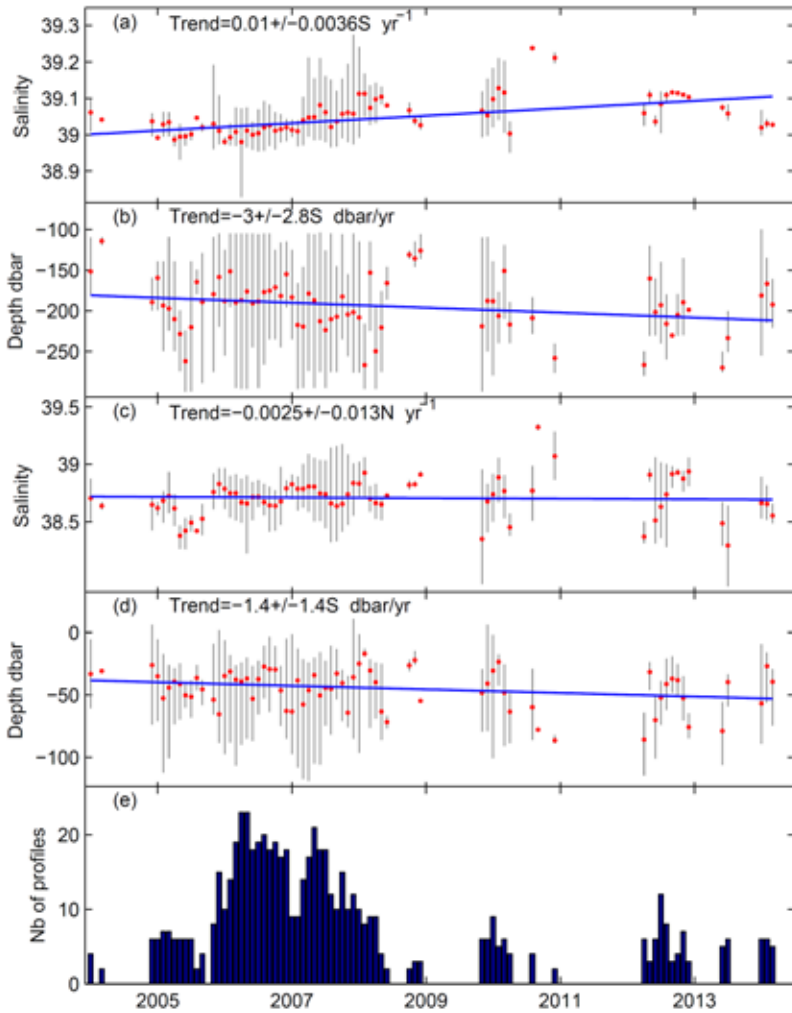 (a) Trend=0.01+/−0.0036S yr−1
39.3
39.2
39.1
39
38.9
Salinity
(b) Trend=−3+/−2.8S dbar/yr
−100
−150
−200
−250
Depth dbar
(c) Trend=−0.0025+/−0.013N yr−1
39.5
39
38.5
Salinity
(d) Trend=−1.4+/−1.4S dbar/yr
0
−50
−100
Depth dbar
(e)
20
10
0
Nb of profiles
2005 2007 2009 2011 2013